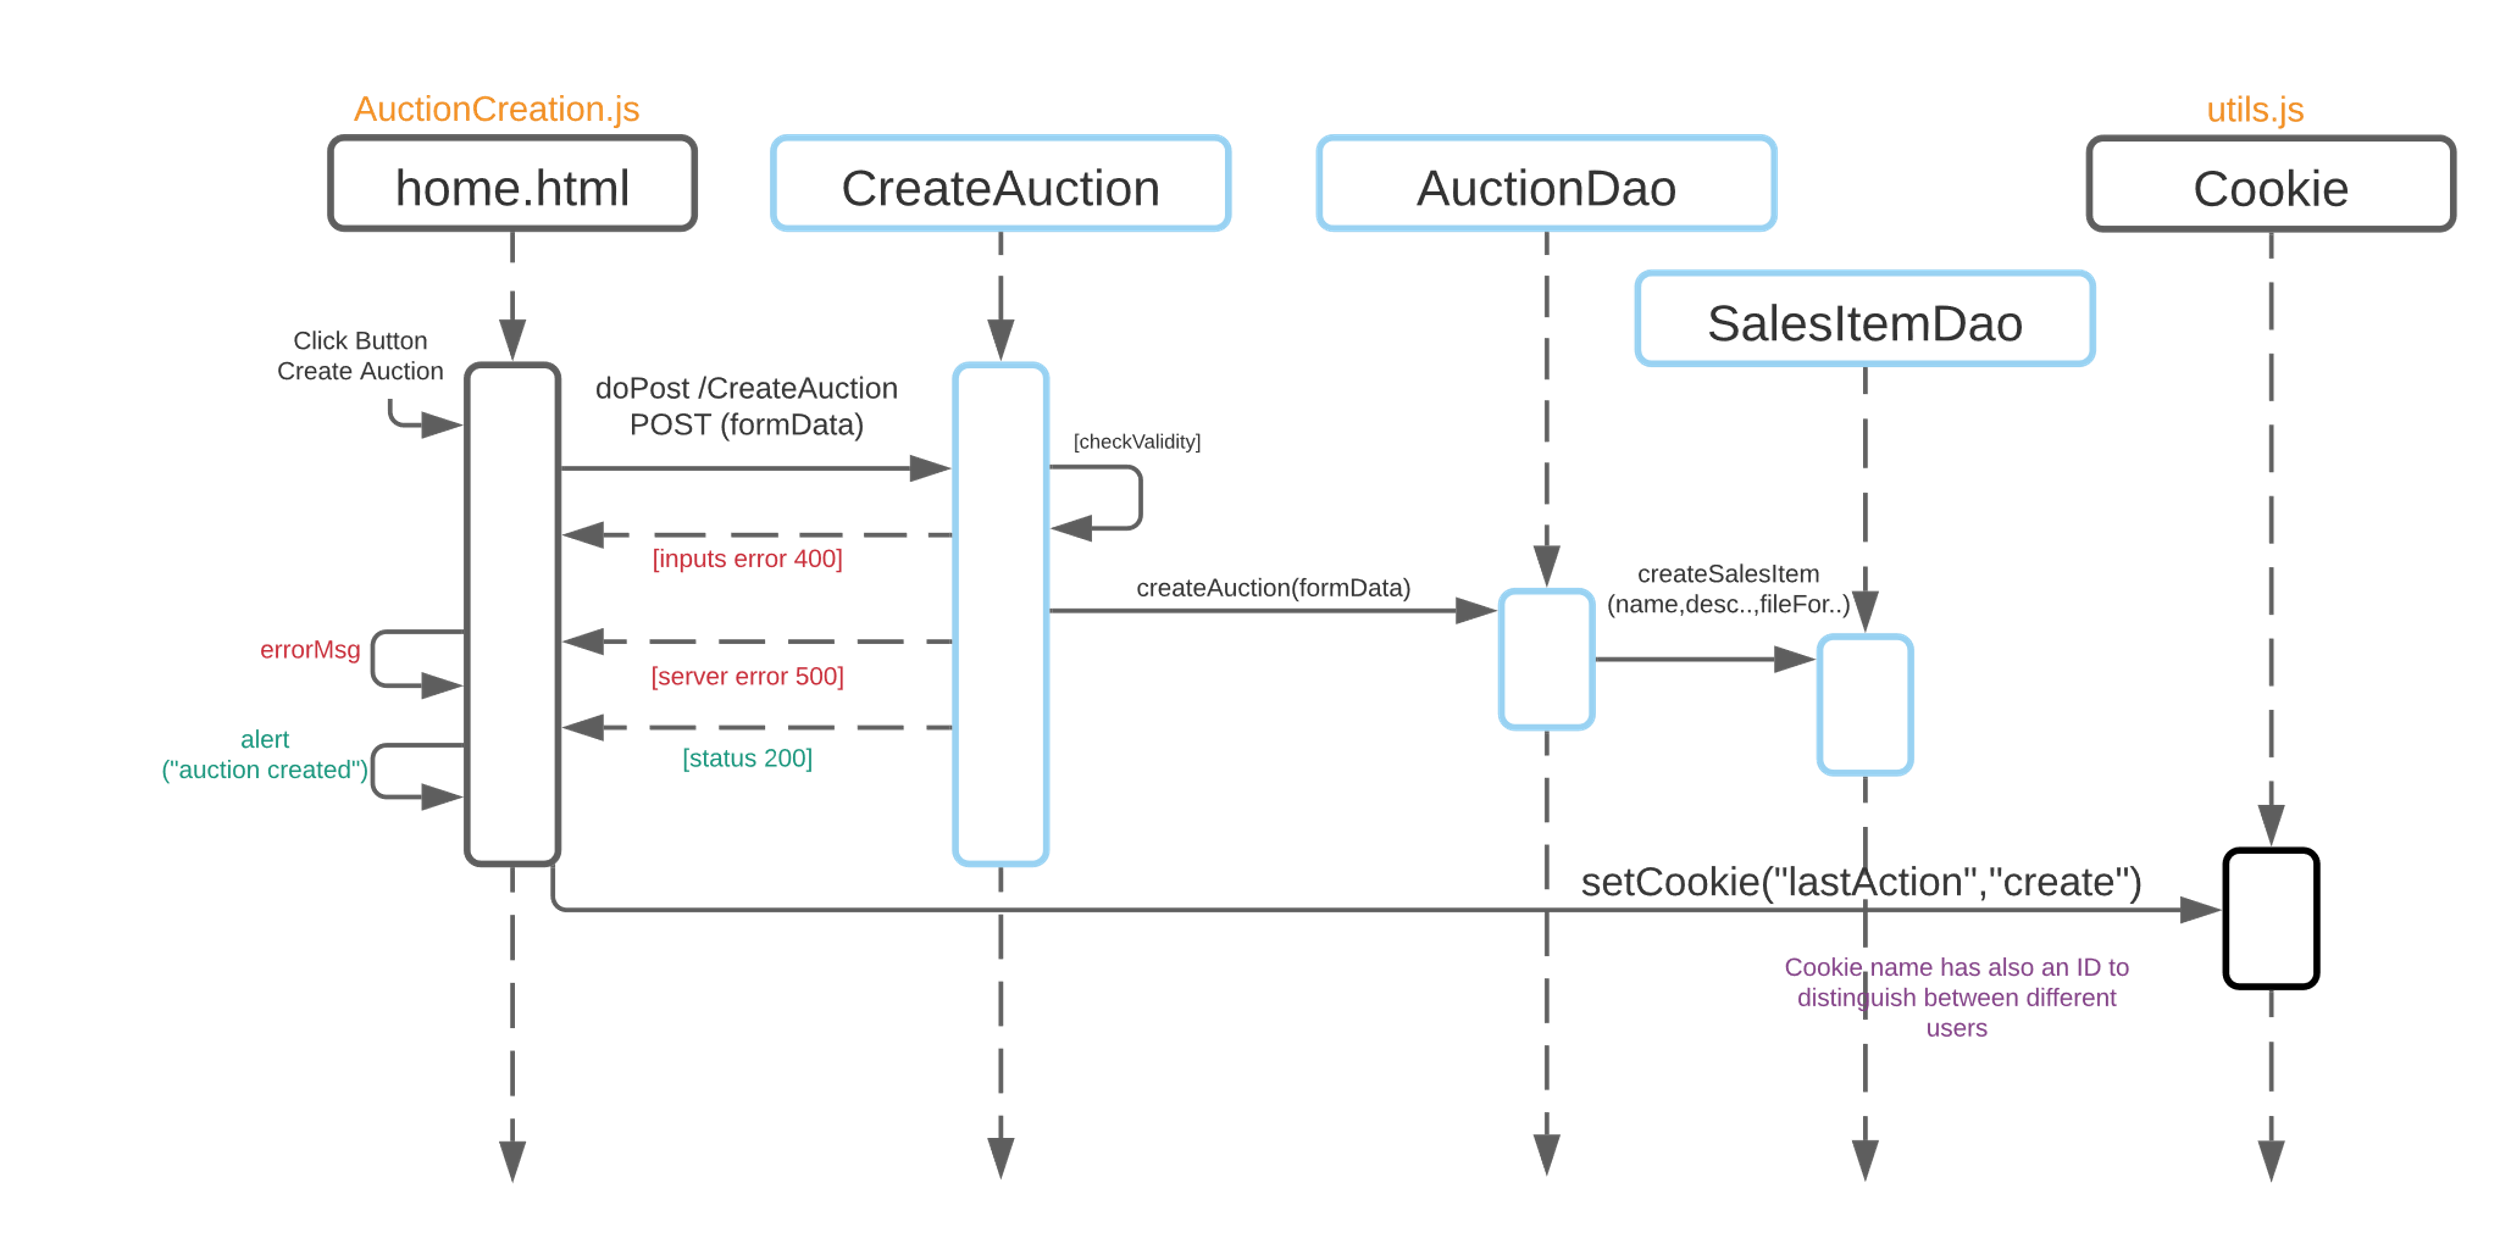 AuctionCreation.js
utils.js
home.html
CreateAuction
AuctionDao
Cookie
SalesItemDao
Click Button
Create Auction
doPost /CreateAuction
POST (formData)
[checkValidity]
[inputs error 400]
createAuction(formData)
createSalesItem
(name,desc..,fileFor..)
errorMsg
[server error 500]
alert
("auction created")
[status 200]
setCookie("lastAction","create")
Cookie name has also an ID to
distinguish between different
users